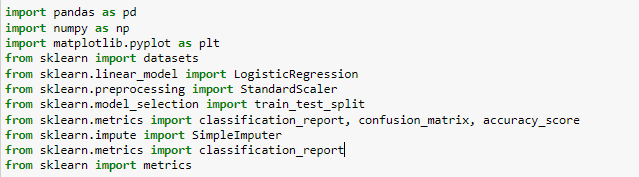 import pandas as pd
import numpy as np
import matplotlib.pyplot as plt
from sklearn import datasets
from sklearn.linear_model import LogisticRegression
from sklearn.preprocessing import StandardScaler
from sklearn.model_selection import train_test_split
from sklearn.metrics import classification_report, confusion_matrix, accuracy_score
from sklearn.impute import SimpleImputer
from sklearn.metrics import classification_report
from sklearn import metrics